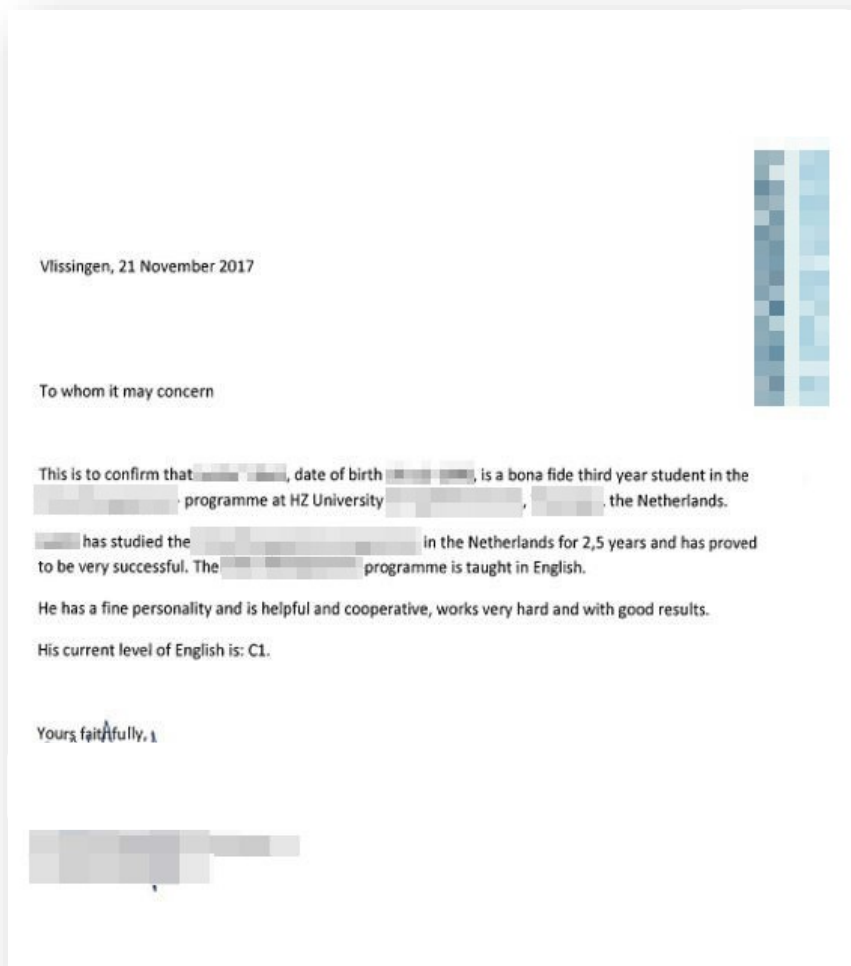 Vlissingen, 21 November 2017
To whom it may concern
This is to confirm that , date of birth , is a bona fide third year student in the
programme at HZ University , , the Netherlands.
has studied the in the Netherlands for 2,5 years and has proved
to be very successful. The programme is taught in English.
He has a fine personality and is helpful and cooperative, works very hard and with good results.
His current level of English is: C1.
Yours faithfully,